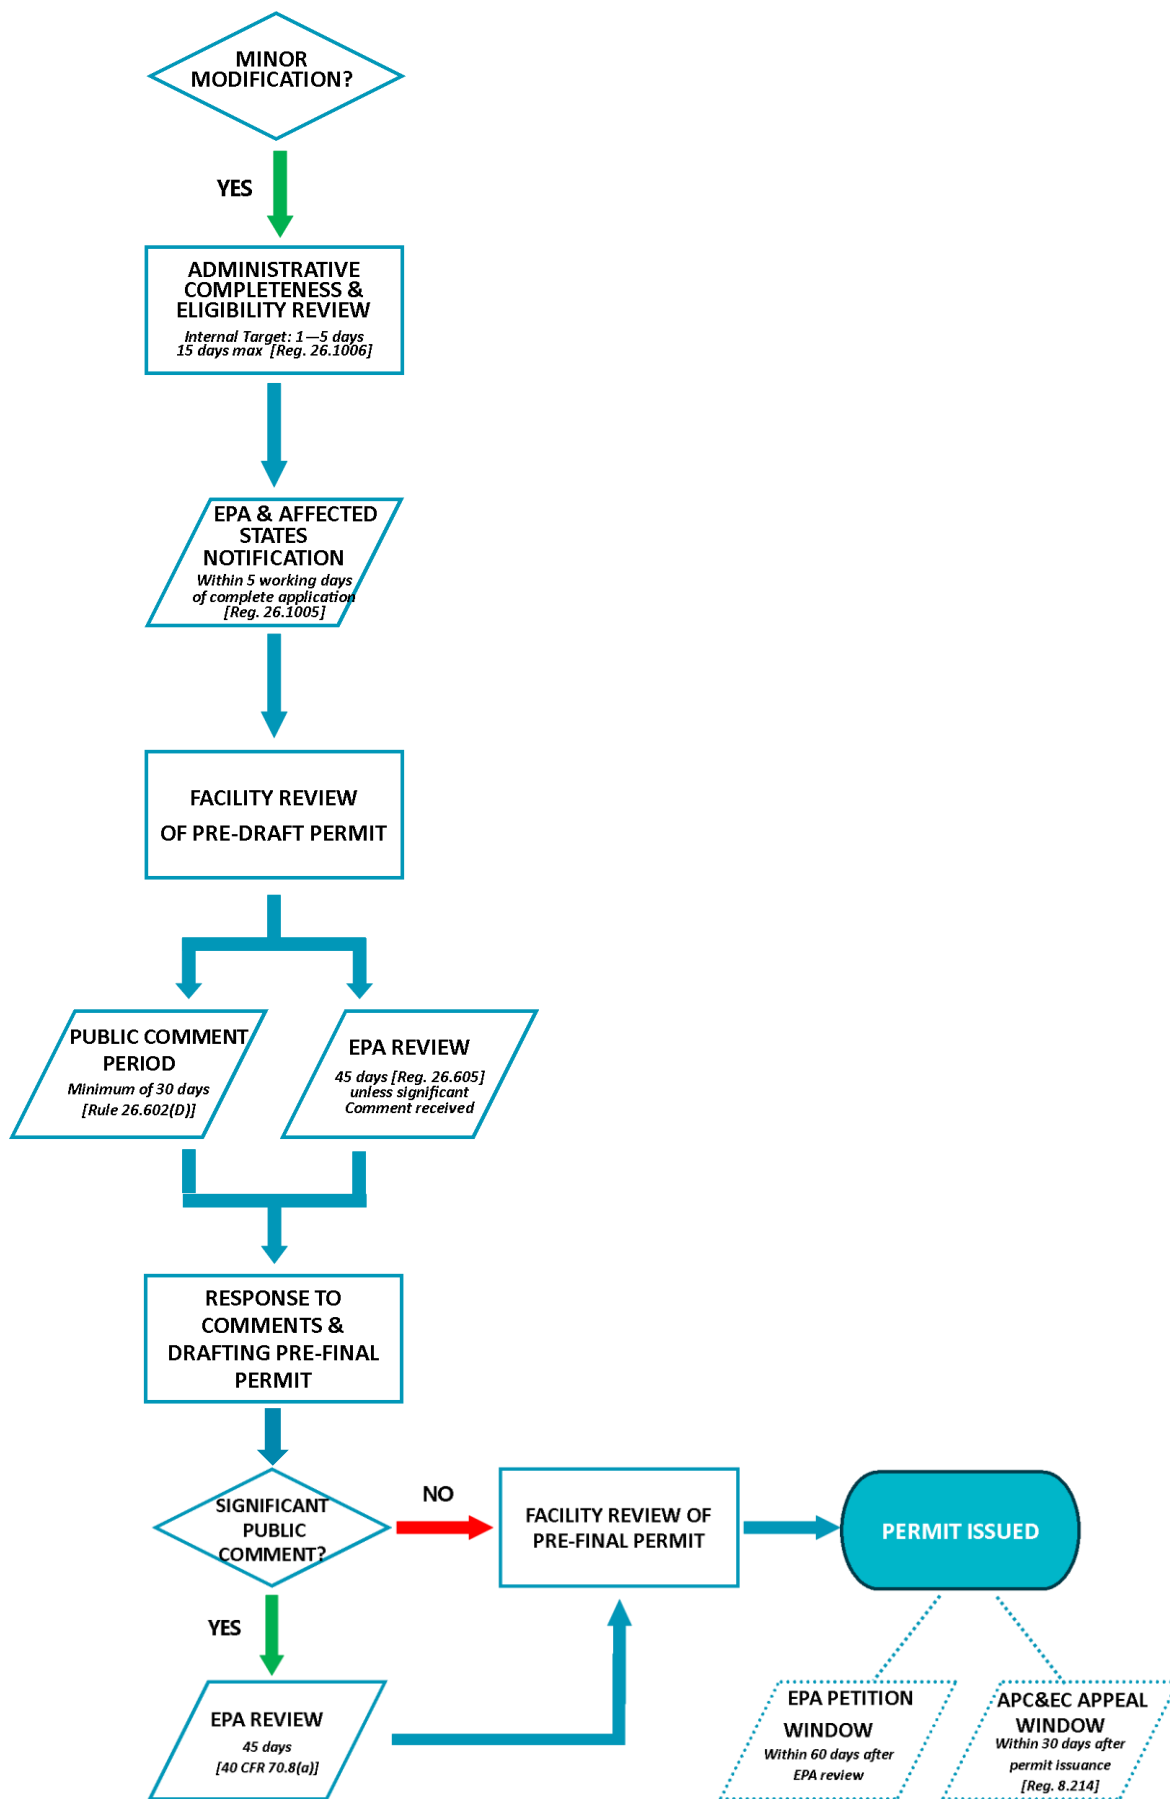 MINOR
MODIFICATION?
YES
ADMINISTRATIVE
COMPLETENESS &
ELIGIBILITY REVIEW
Internal Target: 1—5 days
15 days max [Reg. 26.1006]
EPA & AFFECTED
STATES
NOTIFICATION
Within 5 working days
of complete application
[Reg. 26.1005]
FACILITY REVIEW
OF PRE-DRAFT PERMIT
PUBLIC COMMENT
PERIOD
Minimum of 30 days
[Rule 26.602(D)]
EPA REVIEW
45 days [Reg. 26.605]
unless significant
Comment received
RESPONSE TO
COMMENTS &
DRAFTING PRE-FINAL
PERMIT
SIGNIFICANT
PUBLIC
COMMENT?
NO
FACILITY REVIEW OF
PRE-FINAL PERMIT
PERMIT ISSUED
YES
EPA REVIEW
45 days
[40 CFR 70.8(a)]
EPA PETITION
WINDOW
Within 60 days after
EPA review
APC&EC APPEAL
WINDOW
Within 30 days after
permit issuance
[Reg. 8.214]